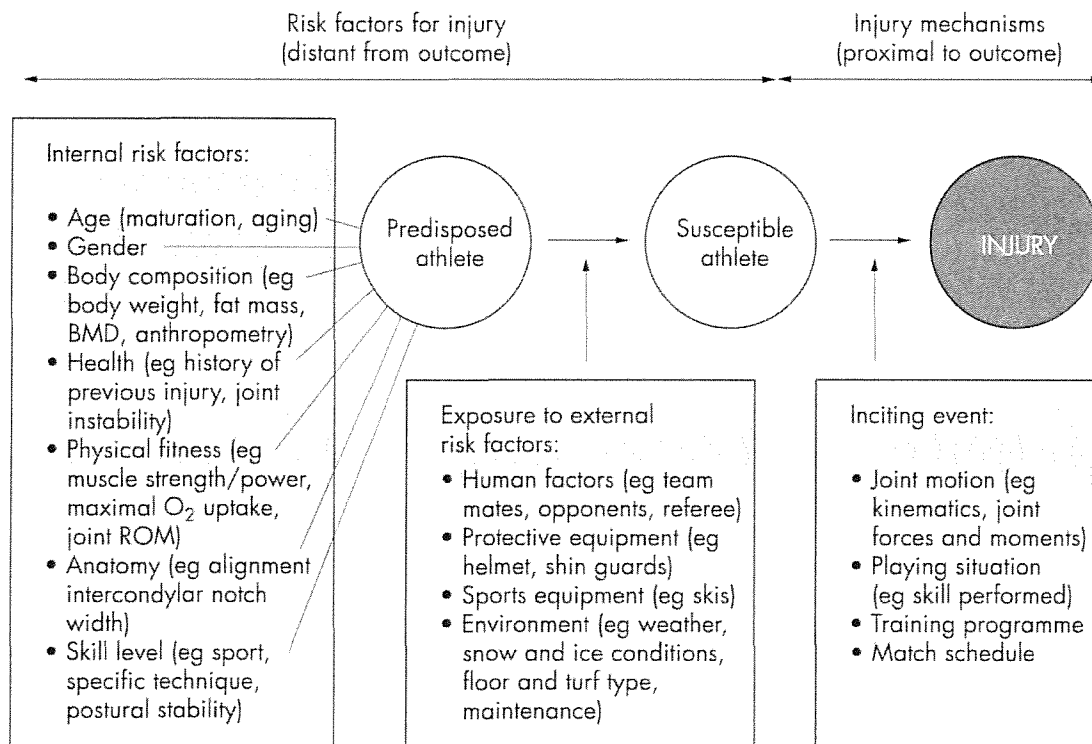 Risk factors for injury
(distant from outcome)
Injury mechanisms
(proximal to outcome)
Internal risk factors:
• Age (maturation, aging)
• Gender
• Body composition (eg
body weight, fat mass,
BMD, anthropometry)
• Health (eg history of
previous injury, joint
instability)
• Physical fitness (eg
muscle strength/power,
maximal O₂ uptake,
joint ROM)
• Anatomy (eg alignment
intercondylar notch
width)
• Skill level (eg sport,
specific technique,
postural stability)
Predisposed
athlete
Susceptible
athlete
INJURY
Exposure to external
risk factors:
• Human factors (eg team
mates, opponents, referee)
• Protective equipment (eg
helmet, shin guards)
• Sports equipment (eg skis)
• Environment (eg weather,
snow and ice conditions,
floor and turf type,
maintenance)
Inciting event:
• Joint motion (eg
kinematics, joint
forces and moments)
• Playing situation
(eg skill performed)
• Training programme
• Match schedule